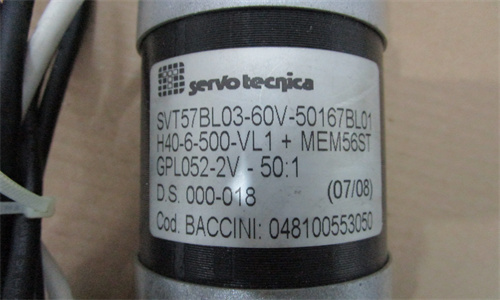 servotecnica
SVT57BL03-60V-50167BL01
H40-6-500-VL1 + MEM56ST
GPL052-2V - 50:1
D.S. 000-018 (07/08)
Cod. BACCINI: 048100553050